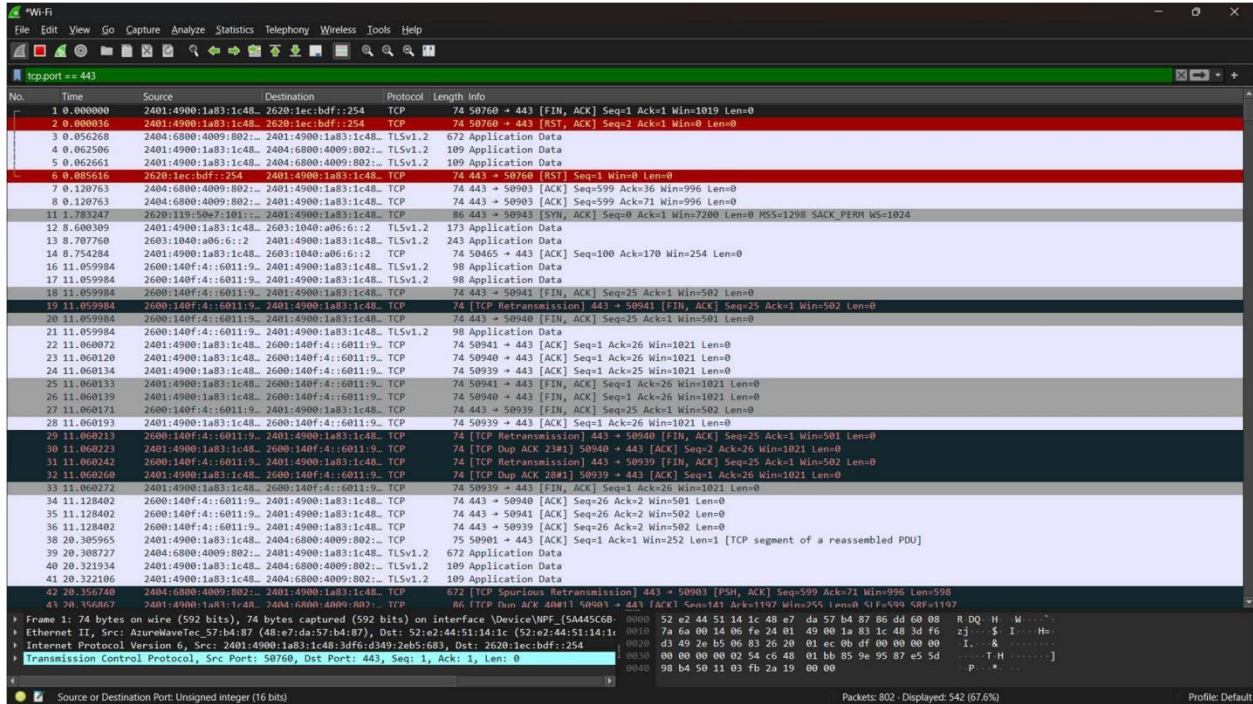 *Wi-Fi
File Edit View Go Capture Analyze Statistics Telephony Wireless Tools Help
tcp.port == 443
No. Time Source Destination Protocol Length Info
1 0.000000 2401:4900:1a83:1c48… 2620:1ec:bdf::254 TCP 74 50760 → 443 [FIN, ACK] Seq=1 Ack=1 Win=1019 Len=0
2 0.000036 2401:4900:1a83:1c48… 2620:1ec:bdf::254 TCP 74 50760 → 443 [RST, ACK] Seq=2 Ack=1 Win=0 Len=0
3 0.056268 2404:6800:4009:802:… 2401:4900:1a83:1c48… TLSv1.2 672 Application Data
4 0.062506 2401:4900:1a83:1c48… 2404:6800:4009:802:… TLSv1.2 109 Application Data
5 0.062661 2401:4900:1a83:1c48… 2404:6800:4009:802:… TLSv1.2 109 Application Data
6 0.085616 2620:1ec:bdf::254 2401:4900:1a83:1c48… TCP 74 443 → 50760 [RST] Seq=1 Win=0 Len=0
7 0.120763 2404:6800:4009:802:… 2401:4900:1a83:1c48… TCP 74 443 → 50903 [ACK] Seq=599 Ack=36 Win=996 Len=0
8 0.120763 2404:6800:4009:802:… 2401:4900:1a83:1c48… TCP 74 443 → 50903 [ACK] Seq=599 Ack=71 Win=996 Len=0
11 1.783247 2620:119:50e7:101::… 2401:4900:1a83:1c48… TCP 86 443 → 50943 [SYN, ACK] Seq=0 Ack=1 Win=7200 Len=0 MSS=1298 SACK_PERM WS=1024
12 8.600309 2401:4900:1a83:1c48… 2603:1040:a06:6::2 TLSv1.2 173 Application Data
13 8.707760 2603:1040:a06:6::2 2401:4900:1a83:1c48… TLSv1.2 243 Application Data
14 8.754284 2401:4900:1a83:1c48… 2603:1040:a06:6::2 TCP 74 50465 → 443 [ACK] Seq=100 Ack=170 Win=254 Len=0
16 11.059984 2600:140f:4::6011:9… 2401:4900:1a83:1c48… TLSv1.2 98 Application Data
17 11.059984 2600:140f:4::6011:9… 2401:4900:1a83:1c48… TLSv1.2 98 Application Data
18 11.059984 2600:140f:4::6011:9… 2401:4900:1a83:1c48… TCP 74 443 → 50941 [FIN, ACK] Seq=25 Ack=1 Win=502 Len=0
19 11.059984 2600:140f:4::6011:9… 2401:4900:1a83:1c48… TCP 74 [TCP Retransmission] 443 → 50941 [FIN, ACK] Seq=25 Ack=1 Win=502 Len=0
20 11.059984 2600:140f:4::6011:9… 2401:4900:1a83:1c48… TCP 74 443 → 50940 [FIN, ACK] Seq=25 Ack=1 Win=501 Len=0
21 11.059984 2600:140f:4::6011:9… 2401:4900:1a83:1c48… TLSv1.2 98 Application Data
22 11.060072 2401:4900:1a83:1c48… 2600:140f:4::6011:9… TCP 74 50941 → 443 [ACK] Seq=1 Ack=26 Win=1021 Len=0
23 11.060120 2401:4900:1a83:1c48… 2600:140f:4::6011:9… TCP 74 50940 → 443 [ACK] Seq=1 Ack=26 Win=1021 Len=0
24 11.060134 2401:4900:1a83:1c48… 2600:140f:4::6011:9… TCP 74 50939 → 443 [ACK] Seq=1 Ack=25 Win=1021 Len=0
25 11.060133 2401:4900:1a83:1c48… 2600:140f:4::6011:9… TCP 74 50941 → 443 [FIN, ACK] Seq=1 Ack=26 Win=1021 Len=0
26 11.060139 2401:4900:1a83:1c48… 2600:140f:4::6011:9… TCP 74 50940 → 443 [FIN, ACK] Seq=1 Ack=26 Win=1021 Len=0
27 11.060171 2600:140f:4::6011:9… 2401:4900:1a83:1c48… TCP 74 443 → 50939 [FIN, ACK] Seq=25 Ack=1 Win=502 Len=0
28 11.060193 2401:4900:1a83:1c48… 2600:140f:4::6011:9… TCP 74 50939 → 443 [ACK] Seq=1 Ack=26 Win=1021 Len=0
29 11.060213 2600:140f:4::6011:9… 2401:4900:1a83:1c48… TCP 74 [TCP Retransmission] 443 → 50940 [FIN, ACK] Seq=25 Ack=1 Win=501 Len=0
30 11.060223 2401:4900:1a83:1c48… 2600:140f:4::6011:9… TCP 74 [TCP Dup ACK 23#1] 50940 → 443 [ACK] Seq=2 Ack=26 Win=1021 Len=0
31 11.060242 2600:140f:4::6011:9… 2401:4900:1a83:1c48… TCP 74 [TCP Retransmission] 443 → 50939 [FIN, ACK] Seq=25 Ack=1 Win=502 Len=0
32 11.060260 2401:4900:1a83:1c48… 2600:140f:4::6011:9… TCP 74 [TCP Dup ACK 28#1] 50939 → 443 [ACK] Seq=1 Ack=26 Win=1021 Len=0
33 11.060272 2401:4900:1a83:1c48… 2600:140f:4::6011:9… TCP 74 50939 → 443 [FIN, ACK] Seq=1 Ack=26 Win=1021 Len=0
34 11.128402 2600:140f:4::6011:9… 2401:4900:1a83:1c48… TCP 74 443 → 50940 [ACK] Seq=26 Ack=2 Win=501 Len=0
35 11.128402 2600:140f:4::6011:9… 2401:4900:1a83:1c48… TCP 74 443 → 50941 [ACK] Seq=26 Ack=2 Win=502 Len=0
36 11.128402 2600:140f:4::6011:9… 2401:4900:1a83:1c48… TCP 74 443 → 50939 [ACK] Seq=26 Ack=2 Win=502 Len=0
38 20.305965 2401:4900:1a83:1c48… 2404:6800:4009:802:… TCP 75 50901 → 443 [ACK] Seq=1 Ack=1 Win=252 Len=1 [TCP segment of a reassembled PDU]
39 20.308727 2404:6800:4009:802:… 2401:4900:1a83:1c48… TLSv1.2 672 Application Data
40 20.321934 2401:4900:1a83:1c48… 2404:6800:4009:802:… TLSv1.2 109 Application Data
41 20.322106 2401:4900:1a83:1c48… 2404:6800:4009:802:… TLSv1.2 109 Application Data
42 20.356740 2404:6800:4009:802:… 2401:4900:1a83:1c48… TCP 672 [TCP Spurious Retransmission] 443 → 50903 [PSH, ACK] Seq=599 Ack=71 Win=996 Len=598
43 20.356867 2401:4900:1a83:1c48… 2404:6800:4009:802:… TCP 86 [TCP Dup ACK 40#1] 50903 → 443 [ACK] Seq=141 Ack=1197 Win=255 Len=0 SLE=599 SRE=1197
Frame 1: 74 bytes on wire (592 bits), 74 bytes captured (592 bits) on interface \Device\NPF_{5A445C6B-
Ethernet II, Src: AzureWaveTec_57:b4:87 (48:e7:da:57:b4:87), Dst: 52:e2:44:51:14:1c (52:e2:44:51:14:1c
Internet Protocol Version 6, Src: 2401:4900:1a83:1c48:3df6:d349:2eb5:683, Dst: 2620:1ec:bdf::254
Transmission Control Protocol, Src Port: 50760, Dst Port: 443, Seq: 1, Ack: 1, Len: 0
0000 52 e2 44 51 14 1c 48 e7 da 57 b4 87 86 dd 60 08 R·DQ··H· ·W····`·
0010 7a 6a 00 14 06 fe 24 01 49 00 1a 83 1c 48 3d f6 zj····$· I····H=·
0020 d3 49 2e b5 06 83 26 20 01 ec 0b df 00 00 00 00 ·I.···& ········
0030 00 00 00 00 02 54 c6 48 01 bb 85 9e 95 87 e5 5d ·····T·H ·······]
0040 98 b4 50 11 03 fb 2a 19 00 00 ··P···*· ··
Source or Destination Port: Unsigned integer (16 bits)
Packets: 802 · Displayed: 542 (67.6%)
Profile: Default